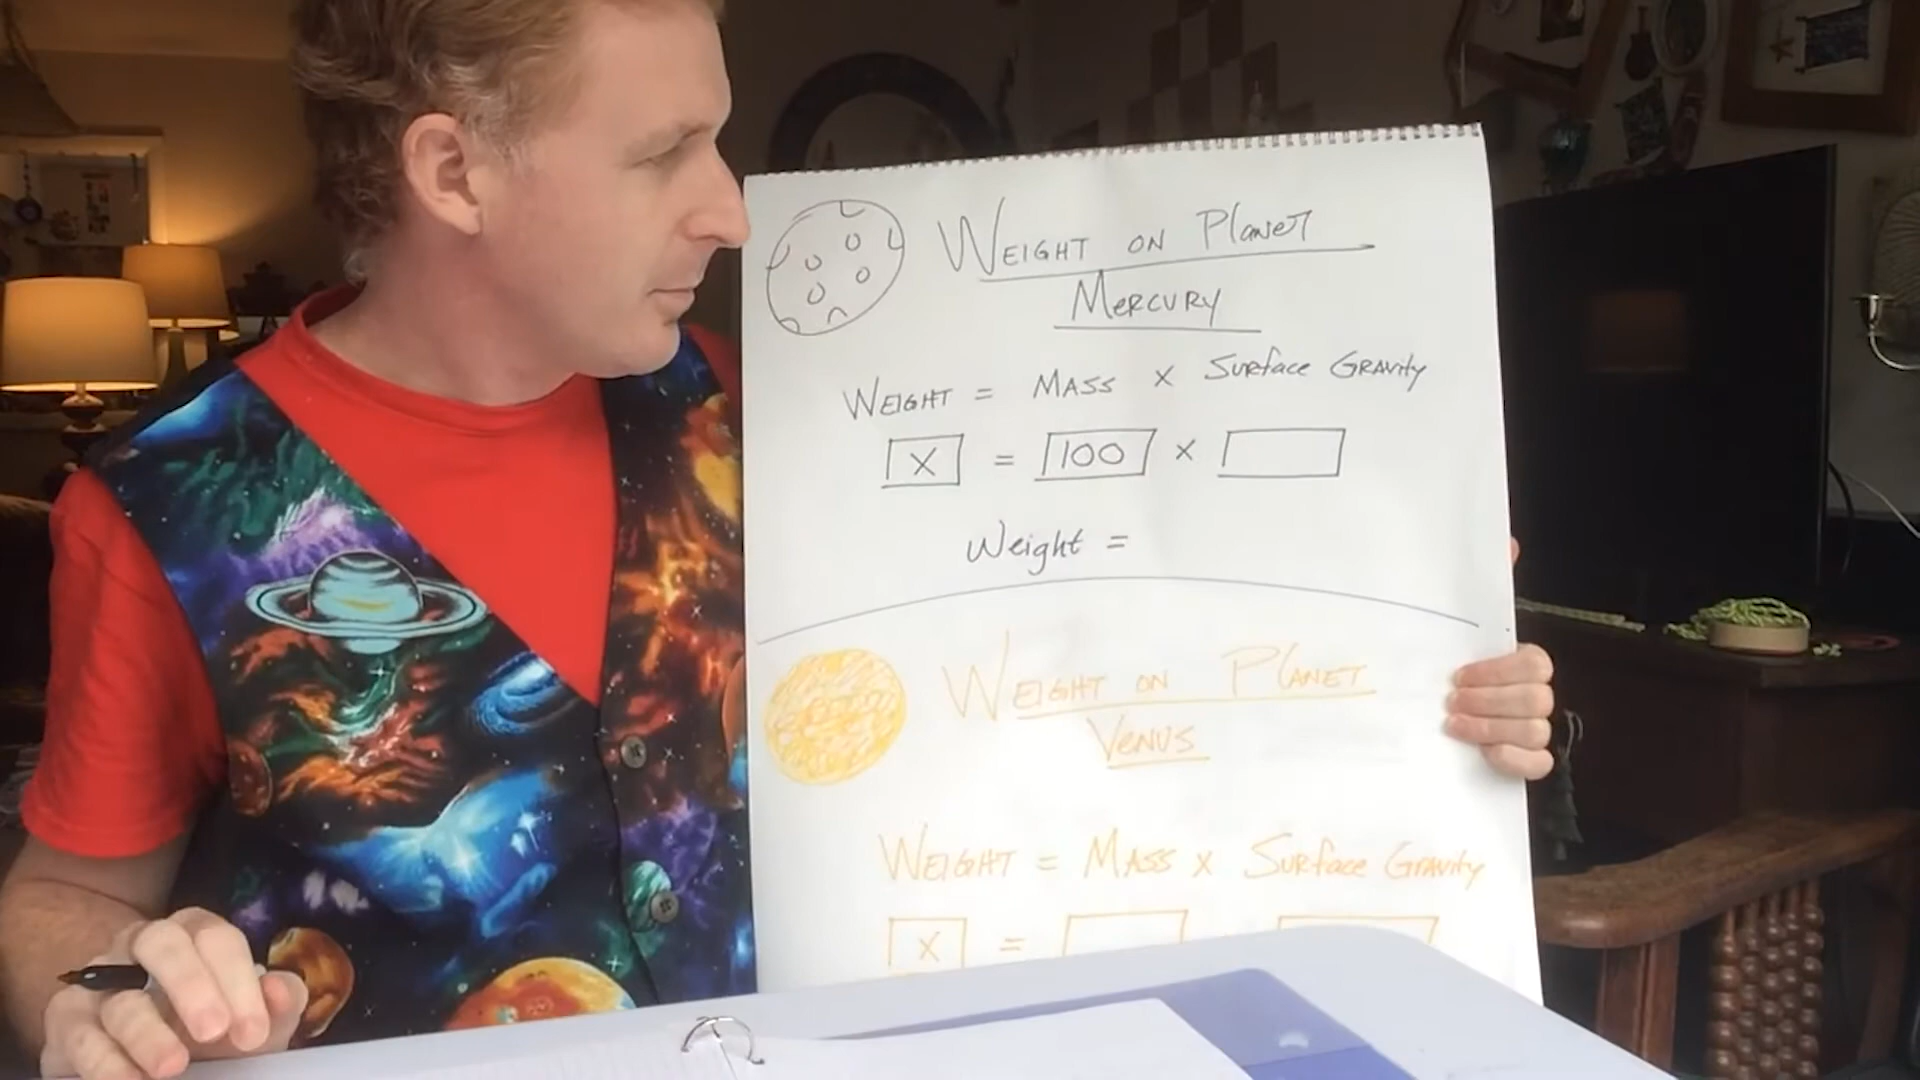 WEIGHT ON PLANET
MERCURY
WEIGHT = MASS × SURFACE GRAVITY
X = 100 ×
Weight =
WEIGHT ON PLANET
VENUS
WEIGHT = MASS × SURFACE GRAVITY
X =